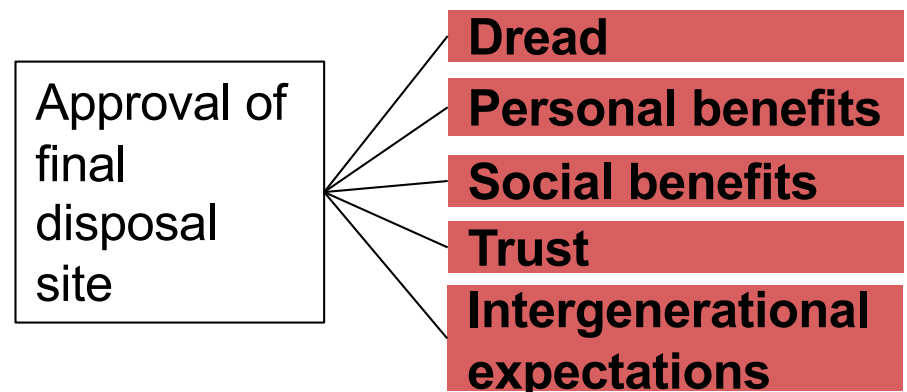 Approval of
final
disposal
site
Dread
Personal benefits
Social benefits
Trust
Intergenerational
expectations